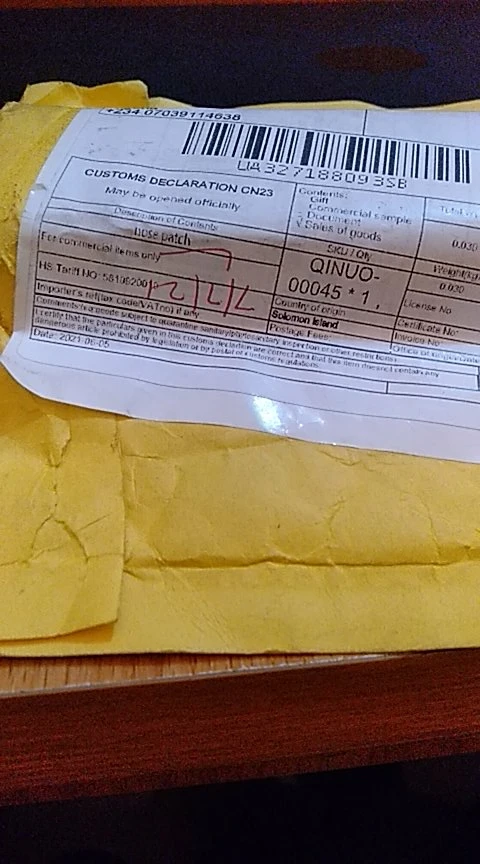 +234 07039114638
UA327188093SB
CUSTOMS DECLARATION CN23
May be opened officially
Contents:
Gift
Commercial sample
Document
√ Sales of goods
Description of Contents
nose patch
SKU / Qty
QINUO-
00045 * 1 ,
0.030
Weight(kg
0.030
For commercial items only
HS Tariff NO
Importer's ref(tax code/VATno) if any
Country of origin
Solomon Island
Postage Fees:
License No
Certificate No:
Invoice No
Comments:(e.goods subject to quarantine sanitary/phytosanitary inspection or other restrictions)
I certify that the particulars given in this customs declaration are correct and that this item does not contain any
dangerous article prohibited by legislation or by postal or customs regulations.
Date: 2021-06-05